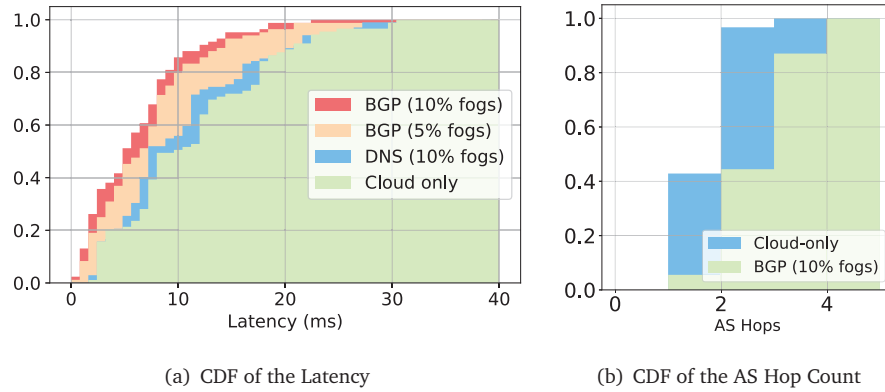 1.0
0.8
0.6
0.4
0.2
0.0
0
10
20
30
40
Latency (ms)
BGP (10% fogs)
BGP (5% fogs)
DNS (10% fogs)
Cloud only
(a) CDF of the Latency
1.0
0.8
0.6
0.4
0.2
0.0
0
2
4
AS Hops
Cloud-only
BGP (10% fogs)
(b) CDF of the AS Hop Count